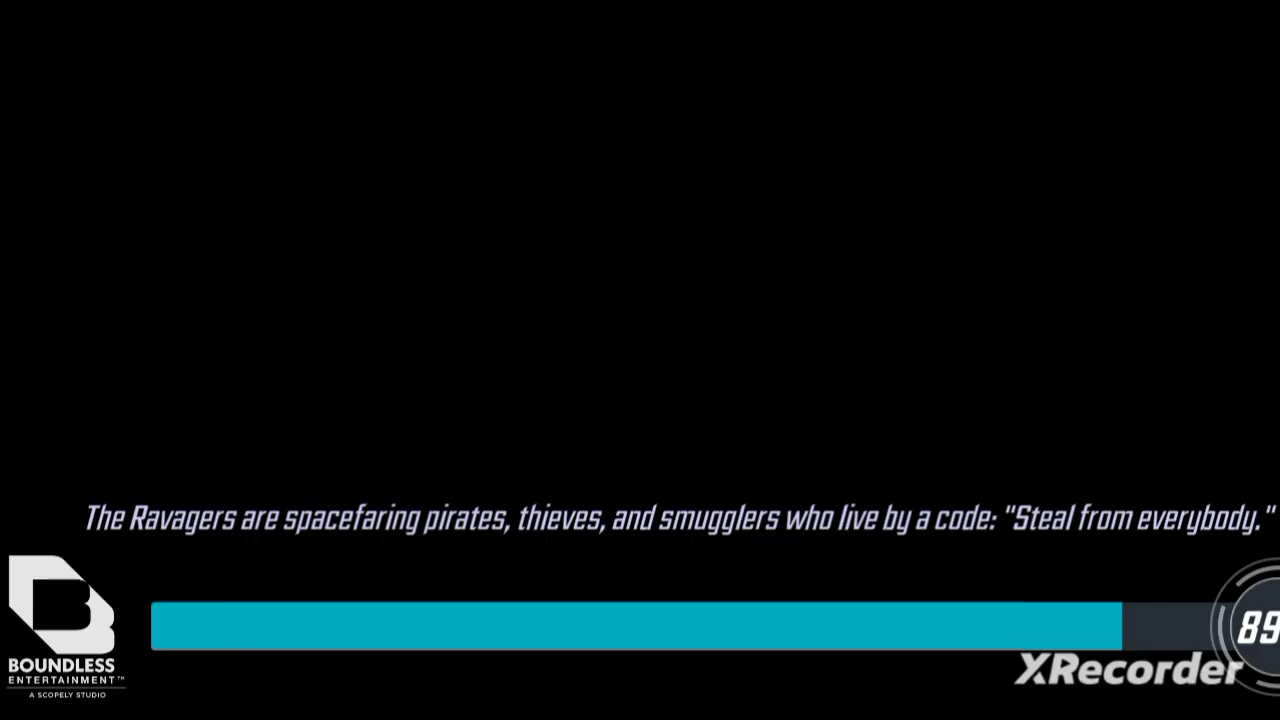 The Ravagers are spacefaring pirates, thieves, and smugglers who live by a code: "Steal from everybody."
89
BOUNDLESS
ENTERTAINMENT™
A SCOPELY STUDIO
XRecorder